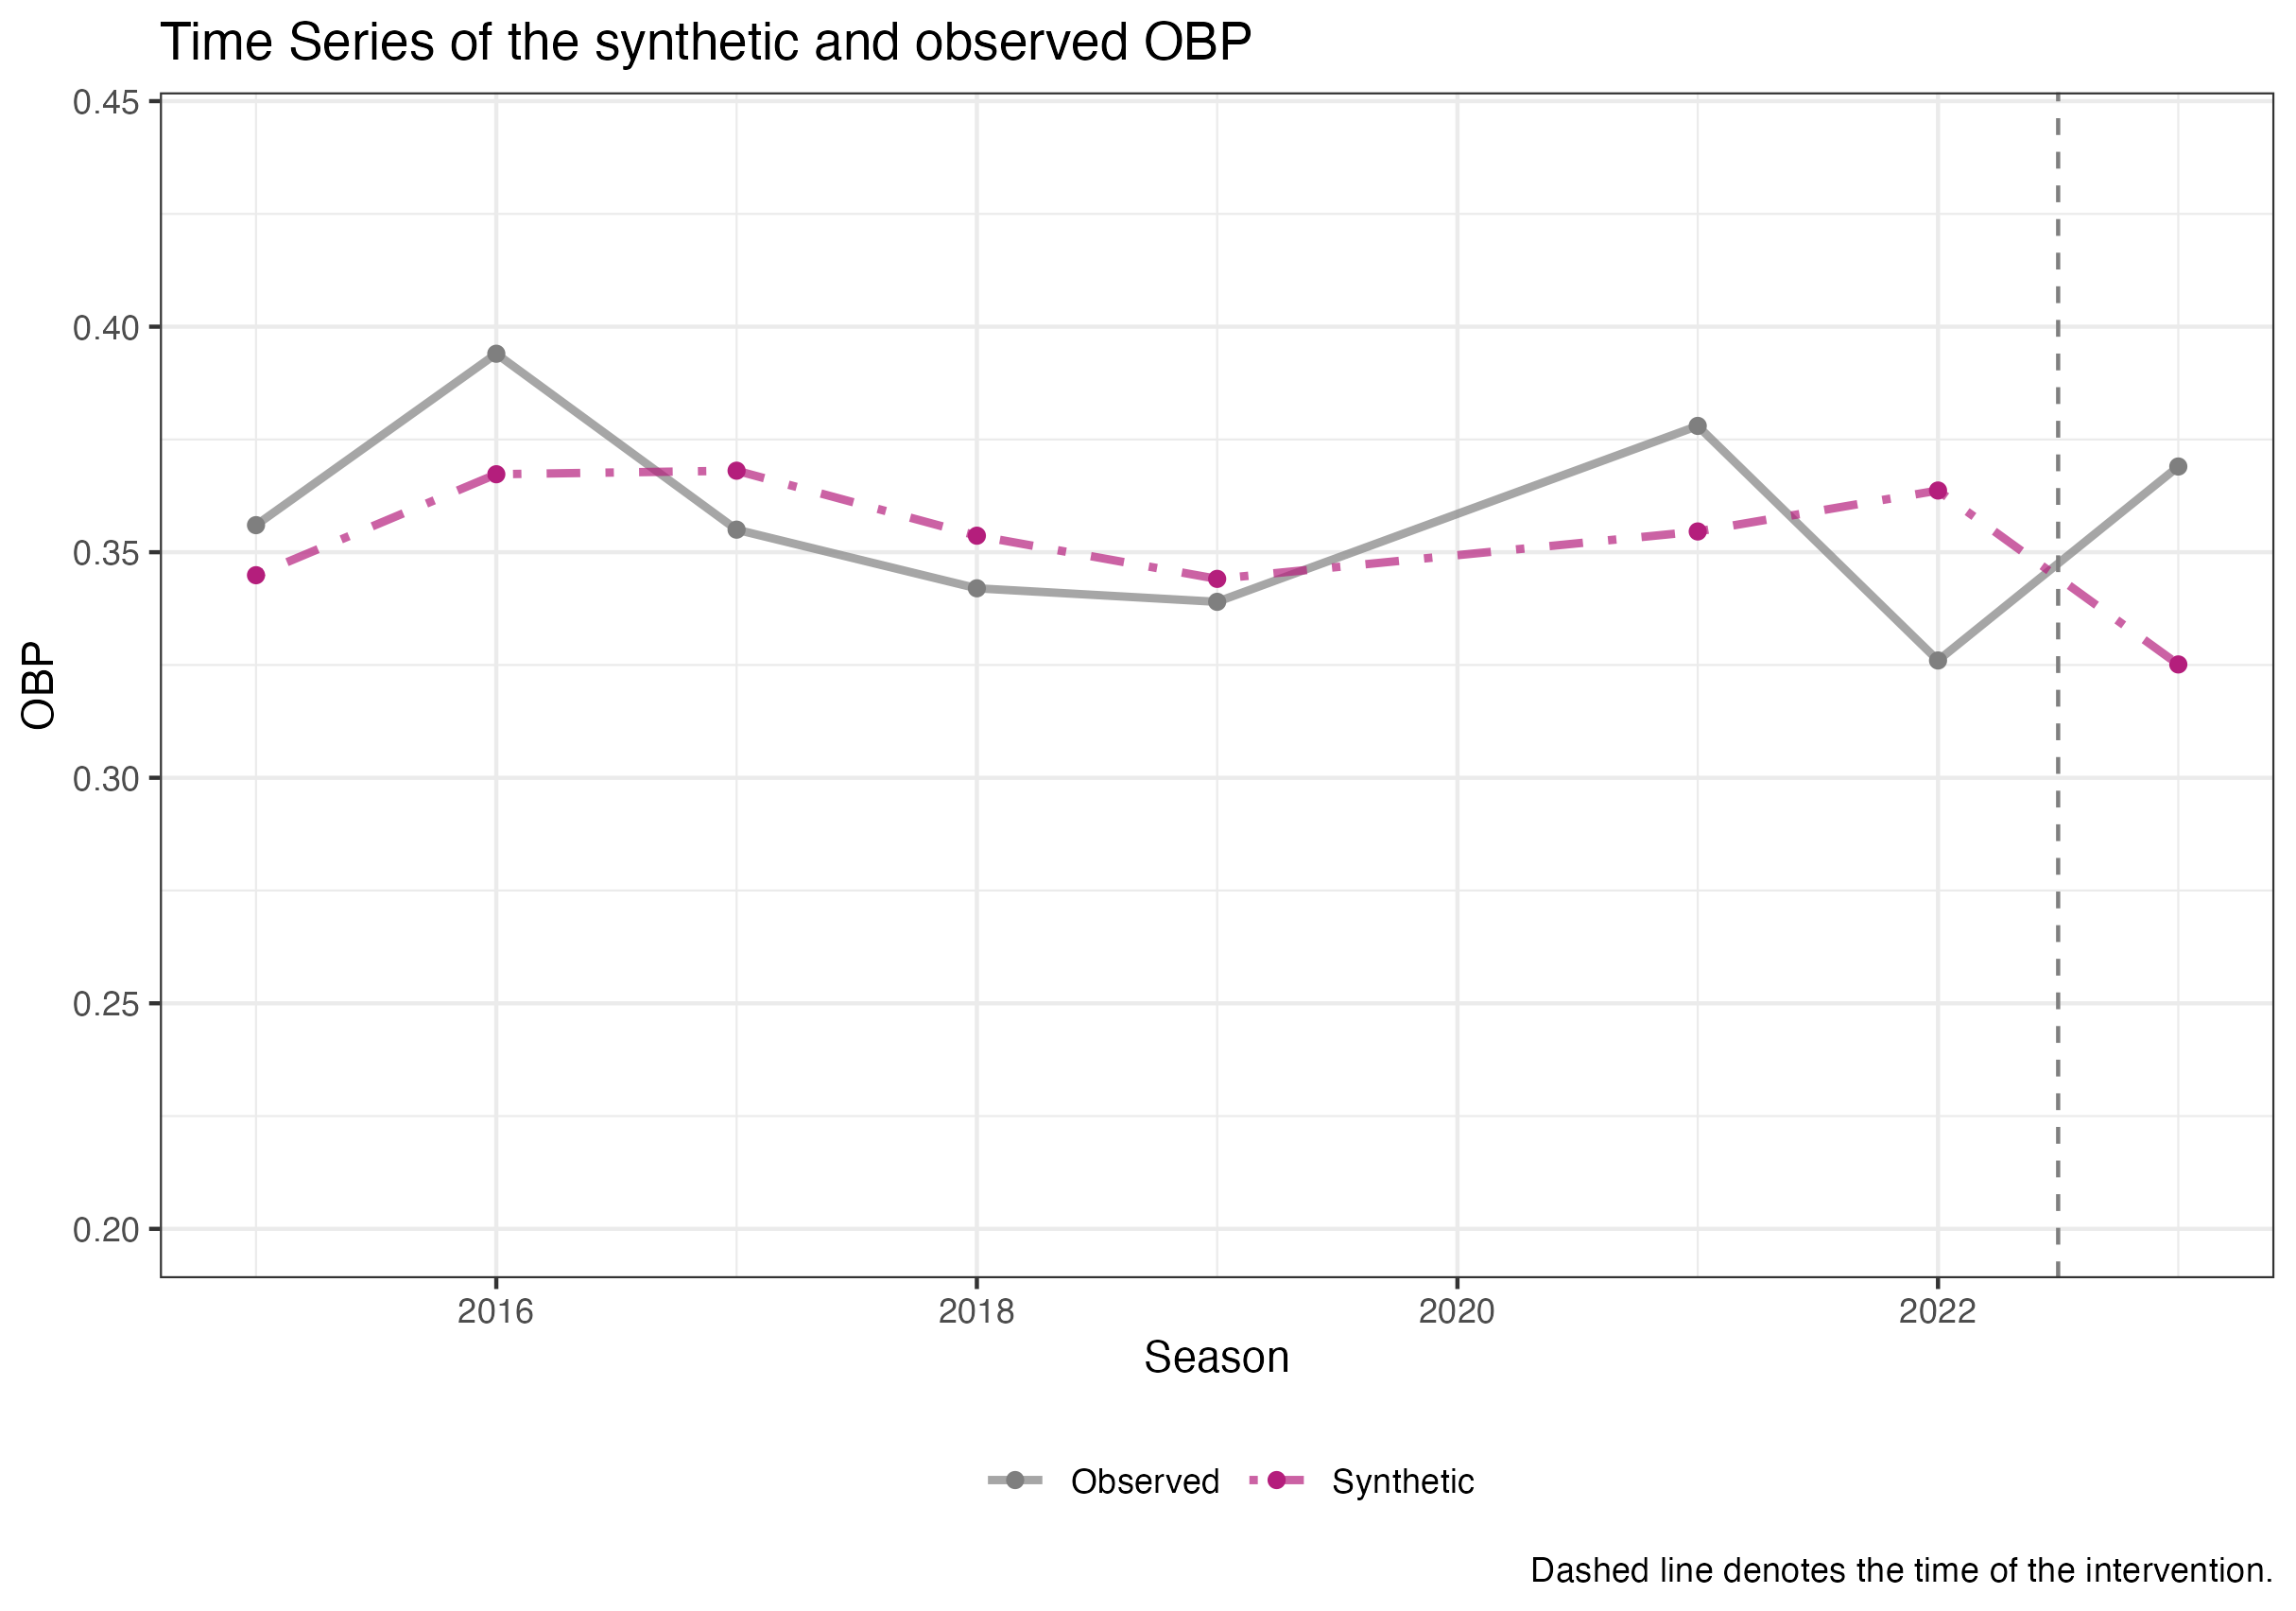 Time Series of the synthetic and observed OBP
0.45
0.40
0.35
0.30
0.25
0.20
OBP
2016 2018 2020 2022
Season
Observed Synthetic
Dashed line denotes the time of the intervention.